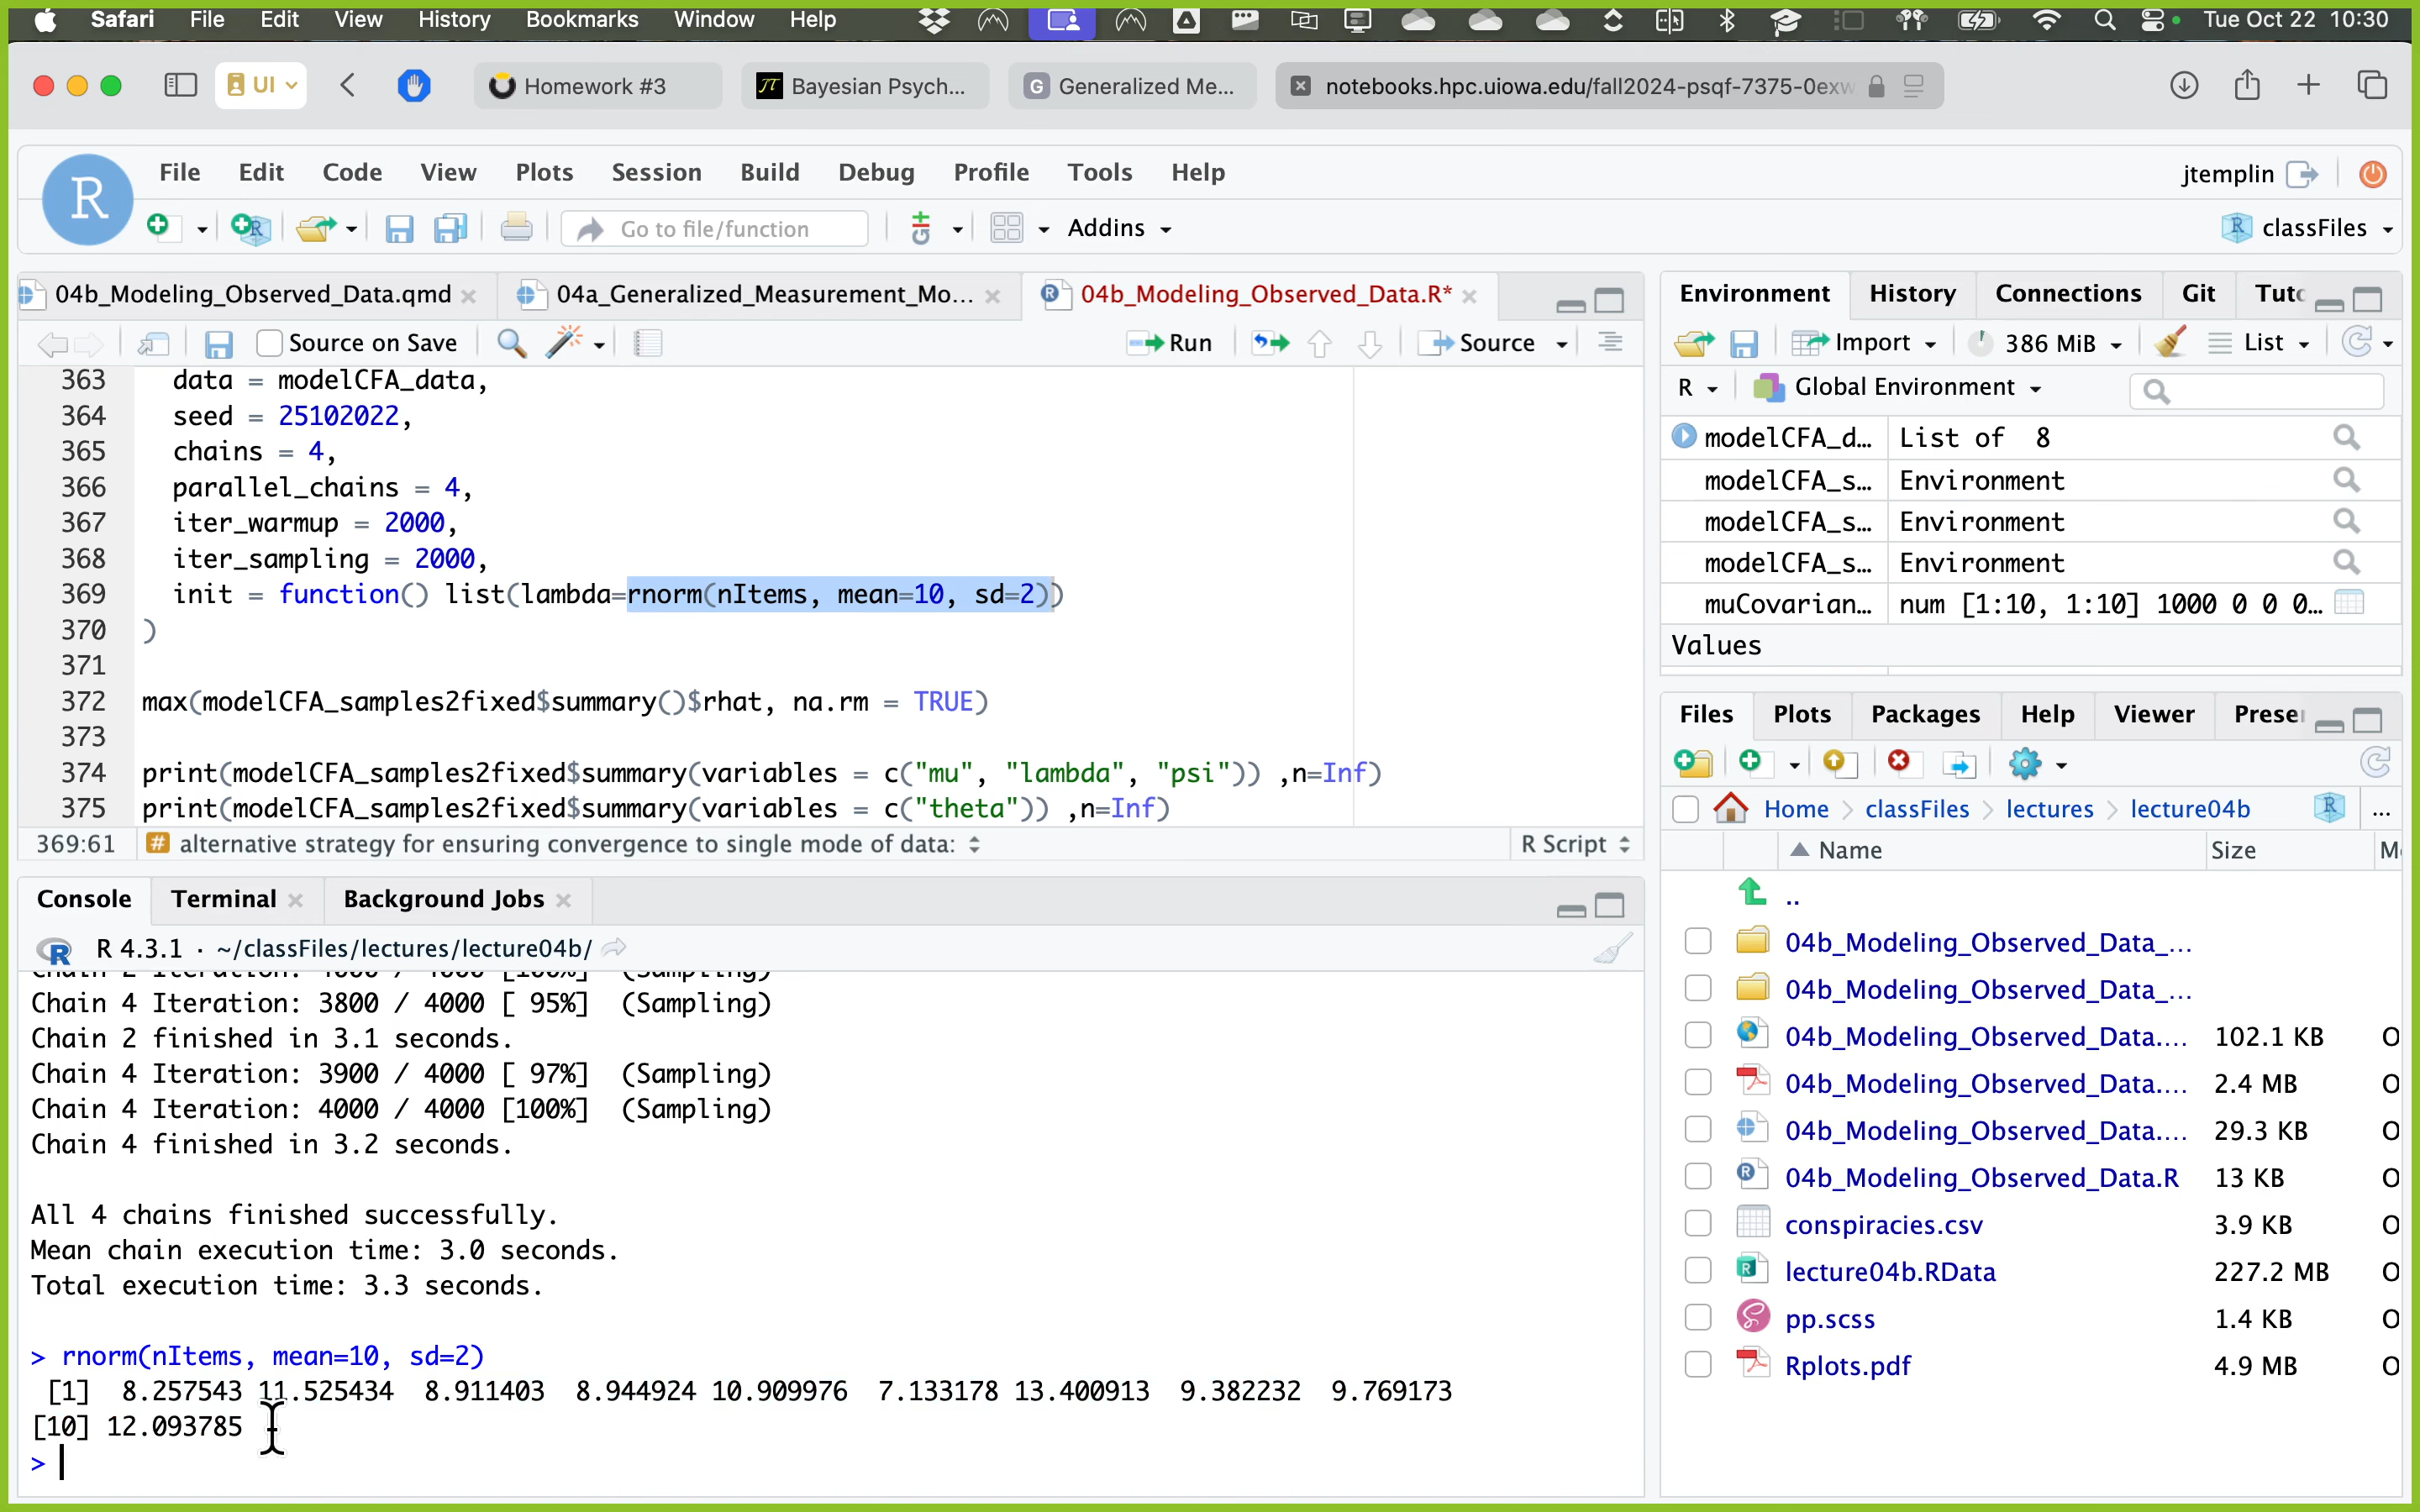 Safari File Edit View History Bookmarks Window Help Tue Oct 22 10:30
UI Homework #3 Bayesian Psych... Generalized Me... notebooks.hpc.uiowa.edu/fall2024-psqf-7375-0exw
File Edit Code View Plots Session Build Debug Profile Tools Help jtemplin
Go to file/function Addins classFiles
04b_Modeling_Observed_Data.qmd 04a_Generalized_Measurement_Mo... 04b_Modeling_Observed_Data.R*
Source on Save Run Source
363 data = modelCFA_data,
364 seed = 25102022,
365 chains = 4,
366 parallel_chains = 4,
367 iter_warmup = 2000,
368 iter_sampling = 2000,
369 init = function() list(lambda=rnorm(nItems, mean=10, sd=2))
370 )
371
372 max(modelCFA_samples2fixed$summary()$rhat, na.rm = TRUE)
373
374 print(modelCFA_samples2fixed$summary(variables = c("mu", "lambda", "psi")) ,n=Inf)
375 print(modelCFA_samples2fixed$summary(variables = c("theta")) ,n=Inf)
369:61 # alternative strategy for ensuring convergence to single mode of data: R Script
Console Terminal Background Jobs
R 4.3.1 · ~/classFiles/lectures/lecture04b/
Chain 2 Iteration: 4000 / 4000 [100%] (Sampling)
Chain 4 Iteration: 3800 / 4000 [ 95%] (Sampling)
Chain 2 finished in 3.1 seconds.
Chain 4 Iteration: 3900 / 4000 [ 97%] (Sampling)
Chain 4 Iteration: 4000 / 4000 [100%] (Sampling)
Chain 4 finished in 3.2 seconds.
All 4 chains finished successfully.
Mean chain execution time: 3.0 seconds.
Total execution time: 3.3 seconds.
> rnorm(nItems, mean=10, sd=2)
[1] 8.257543 11.525434 8.911403 8.944924 10.909976 7.133178 13.400913 9.382232 9.769173
[10] 12.093785
>
Environment History Connections Git Tut
Import 386 MiB List
R Global Environment
modelCFA_d... List of 8
modelCFA_s... Environment
modelCFA_s... Environment
modelCFA_s... Environment
muCovarian... num [1:10, 1:10] 1000 0 0 0...
Values
Files Plots Packages Help Viewer Prese
Home classFiles lectures lecture04b ...
Name Size M
..
04b_Modeling_Observed_Data_...
04b_Modeling_Observed_Data_...
04b_Modeling_Observed_Data.... 102.1 KB O
04b_Modeling_Observed_Data.... 2.4 MB O
04b_Modeling_Observed_Data.... 29.3 KB O
04b_Modeling_Observed_Data.R 13 KB O
conspiracies.csv 3.9 KB O
lecture04b.RData 227.2 MB O
pp.scss 1.4 KB O
Rplots.pdf 4.9 MB O